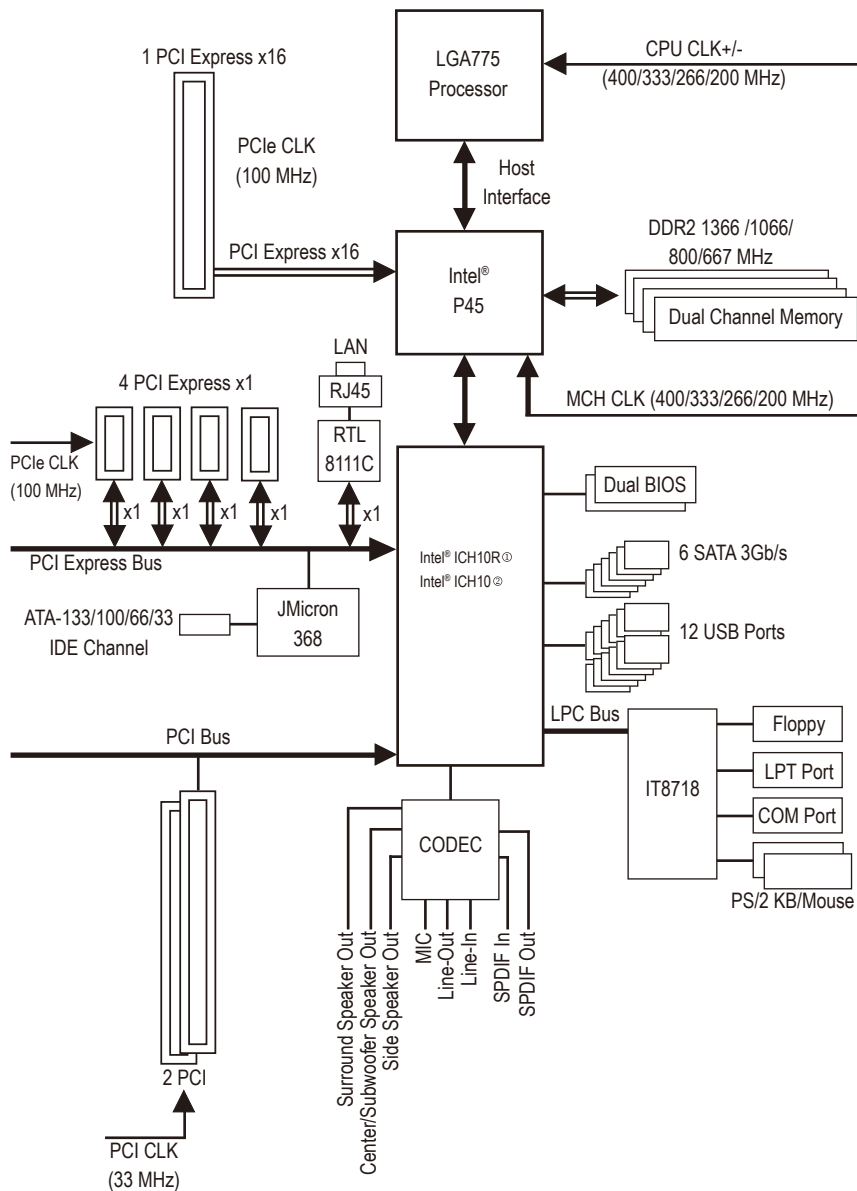 1 PCI Express x16
LGA775
Processor
CPU CLK+/-
(400/333/266/200 MHz)
PCIe CLK
(100 MHz)
Host
Interface
PCI Express x16
Intel®
P45
DDR2 1366 /1066/
800/667 MHz
Dual Channel Memory
LAN
RJ45
RTL
8111C
4 PCI Express x1
MCH CLK (400/333/266/200 MHz)
PCIe CLK
(100 MHz)
x1
x1
x1
x1
x1
PCI Express Bus
Intel® ICH10R①
Intel® ICH10②
Dual BIOS
6 SATA 3Gb/s
12 USB Ports
ATA-133/100/66/33
IDE Channel
JMicron
368
LPC Bus
PCI Bus
IT8718
Floppy
LPT Port
COM Port
PS/2 KB/Mouse
CODEC
Surround Speaker Out
Center/Subwoofer Speaker Out
Side Speaker Out
MIC
Line-Out
Line-In
SPDIF In
SPDIF Out
2 PCI
PCI CLK
(33 MHz)